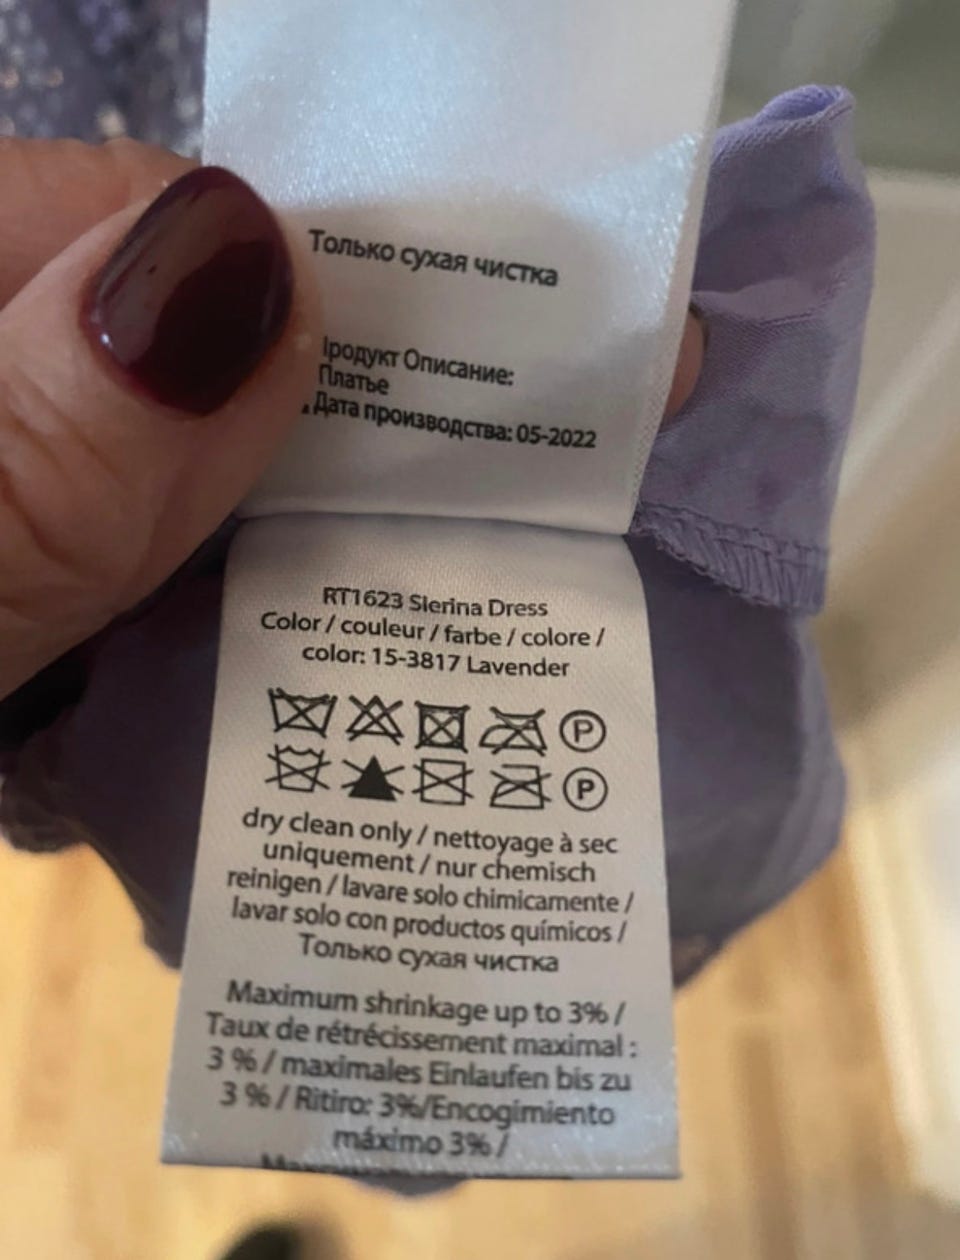 Только сухая чистка
Іродукт Описание:
Платье
Дата производства: 05-2022
RT1623 Sierina Dress
Color / couleur / farbe / colore /
color: 15-3817 Lavender
P
P
dry clean only / nettoyage à sec
uniquement / nur chemisch
reinigen / lavare solo chimicamente /
lavar solo con productos químicos /
Только сухая чистка
Maximum shrinkage up to 3% /
Taux de rétrécissement maximal :
3 % / maximales Einlaufen bis zu
3 % / Ritiro: 3%/Encogimiento
máximo 3% /